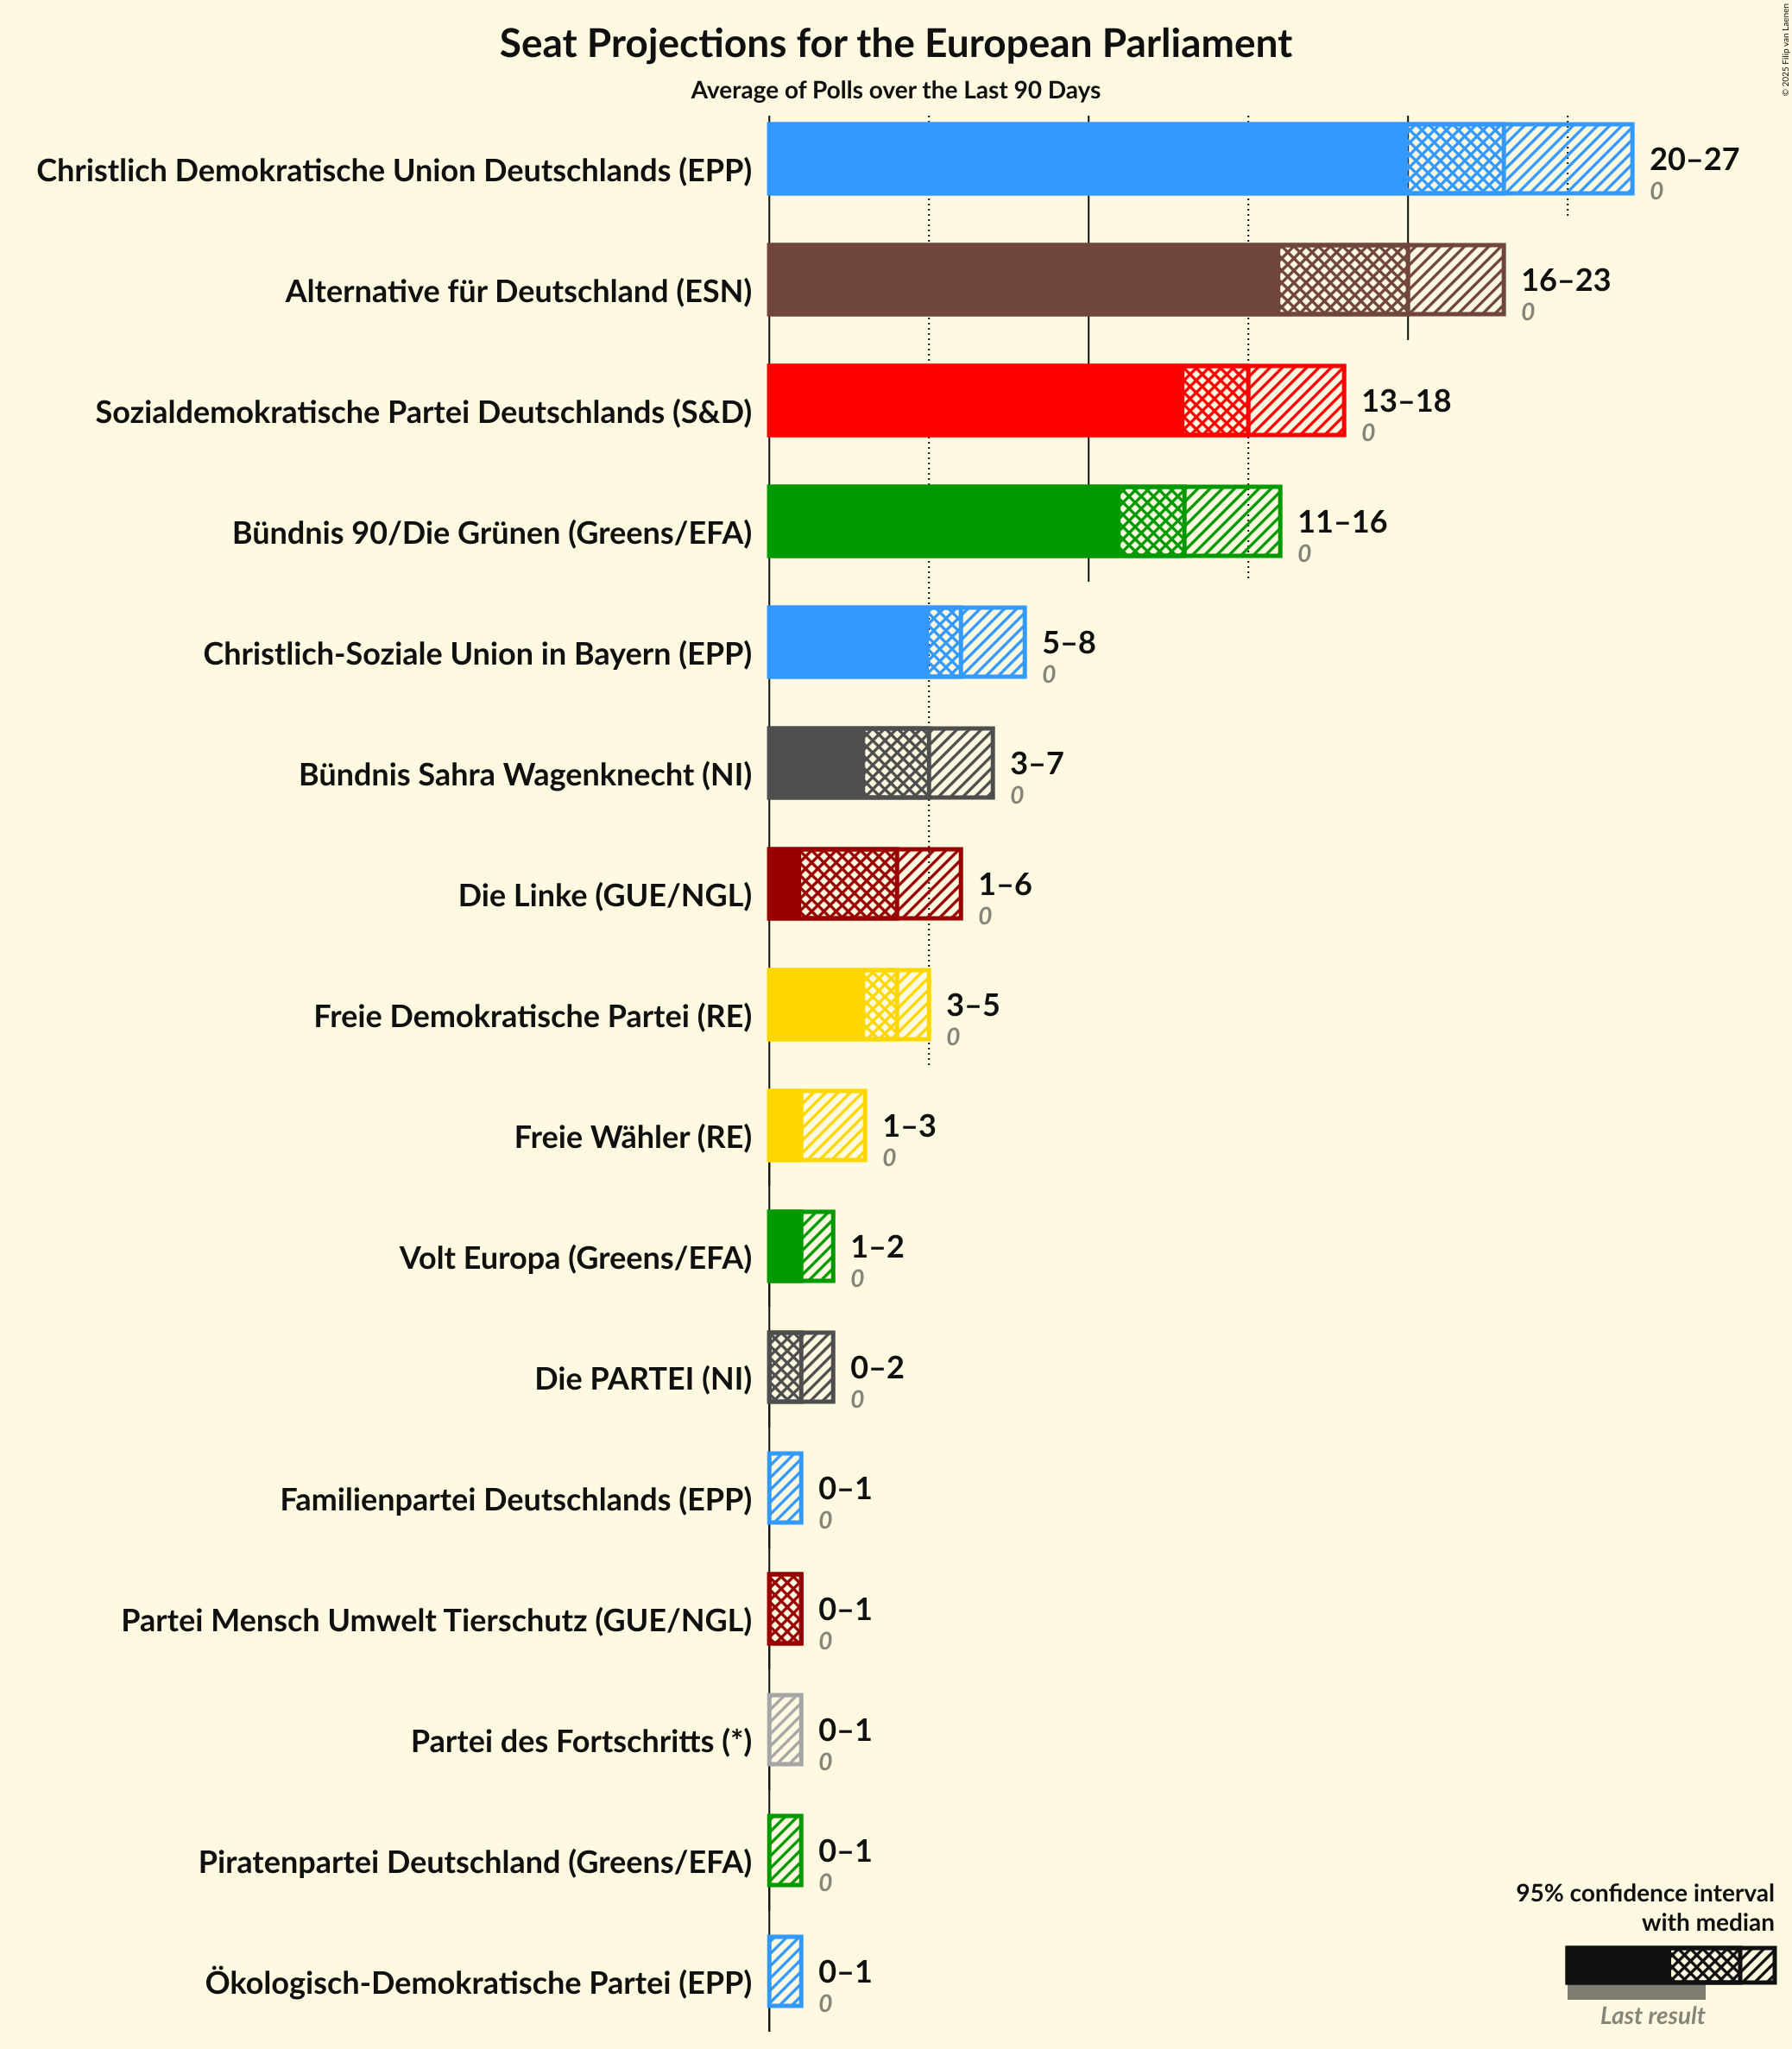 Seat Projections for the European Parliament
Average of Polls over the Last 90 Days
© 2025 Filip van Laenen
Christlich Demokratische Union Deutschlands (EPP)
20–27
0
Alternative für Deutschland (ESN)
16–23
0
Sozialdemokratische Partei Deutschlands (S&D)
13–18
0
Bündnis 90/Die Grünen (Greens/EFA)
11–16
0
Christlich-Soziale Union in Bayern (EPP)
5–8
0
Bündnis Sahra Wagenknecht (NI)
3–7
0
Die Linke (GUE/NGL)
1–6
0
Freie Demokratische Partei (RE)
3–5
0
Freie Wähler (RE)
1–3
0
Volt Europa (Greens/EFA)
1–2
0
Die PARTEI (NI)
0–2
0
Familienpartei Deutschlands (EPP)
0–1
0
Partei Mensch Umwelt Tierschutz (GUE/NGL)
0–1
0
Partei des Fortschritts (*)
0–1
0
Piratenpartei Deutschland (Greens/EFA)
0–1
0
Ökologisch-Demokratische Partei (EPP)
0–1
0
95% confidence interval
with median
Last result